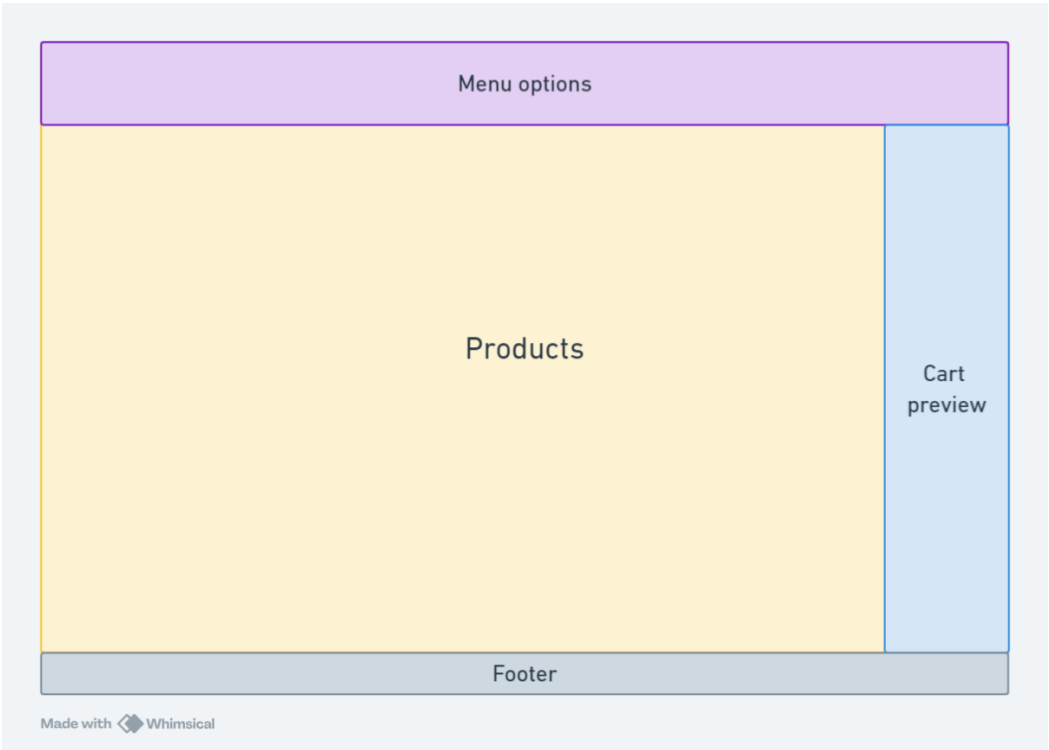 Menu options
Products
Cart
preview
Footer
Made with Whimsical